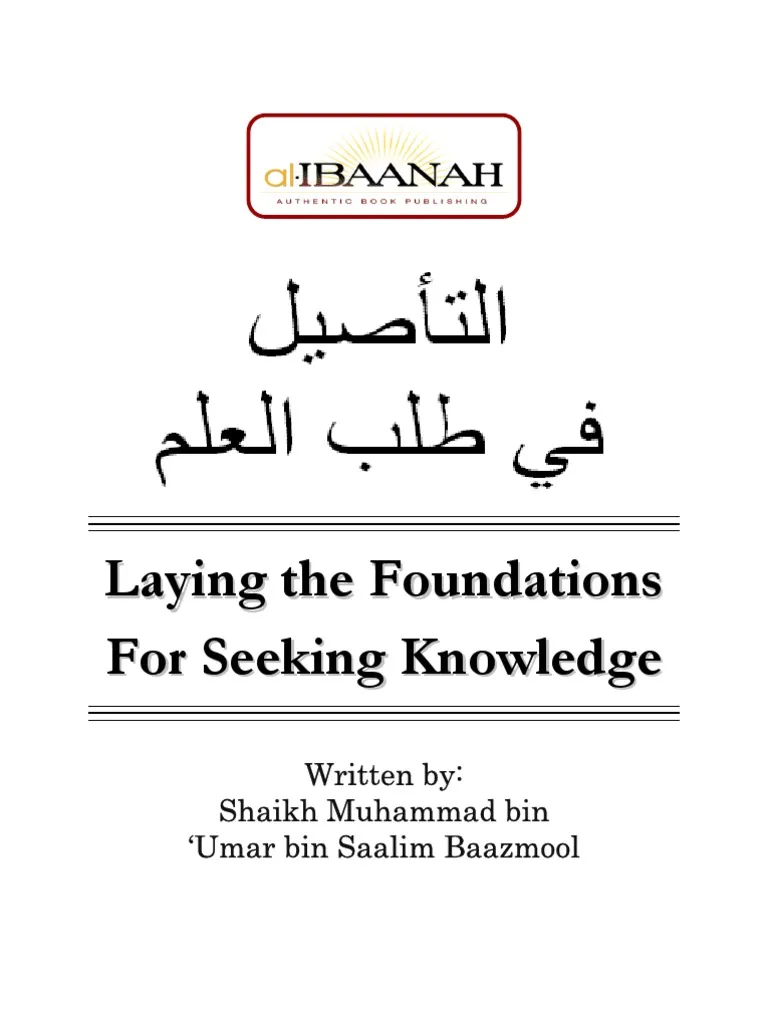 al-IBAANAH
AUTHENTIC BOOK PUBLISHING
التأصيل
في طلب العلم
Laying the Foundations
For Seeking Knowledge
Written by:
Shaikh Muhammad bin
‘Umar bin Saalim Baazmool